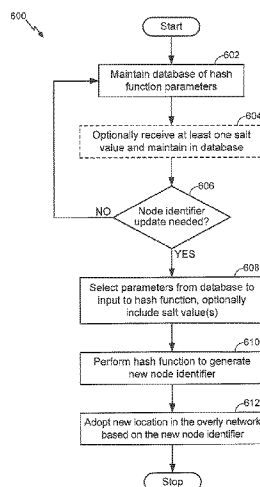 600
Start
602
Maintain database of hash
function parameters
604
Optionally receive at least one salt
value and maintain in database
606
Node identifier
update needed?
NO
YES
608
Select parameters from database to
input to hash function, optionally
include salt value(s)
610
Perform hash function to generate
new node identifier
612
Adopt new location in the overly network
based on the new node identifier
Stop